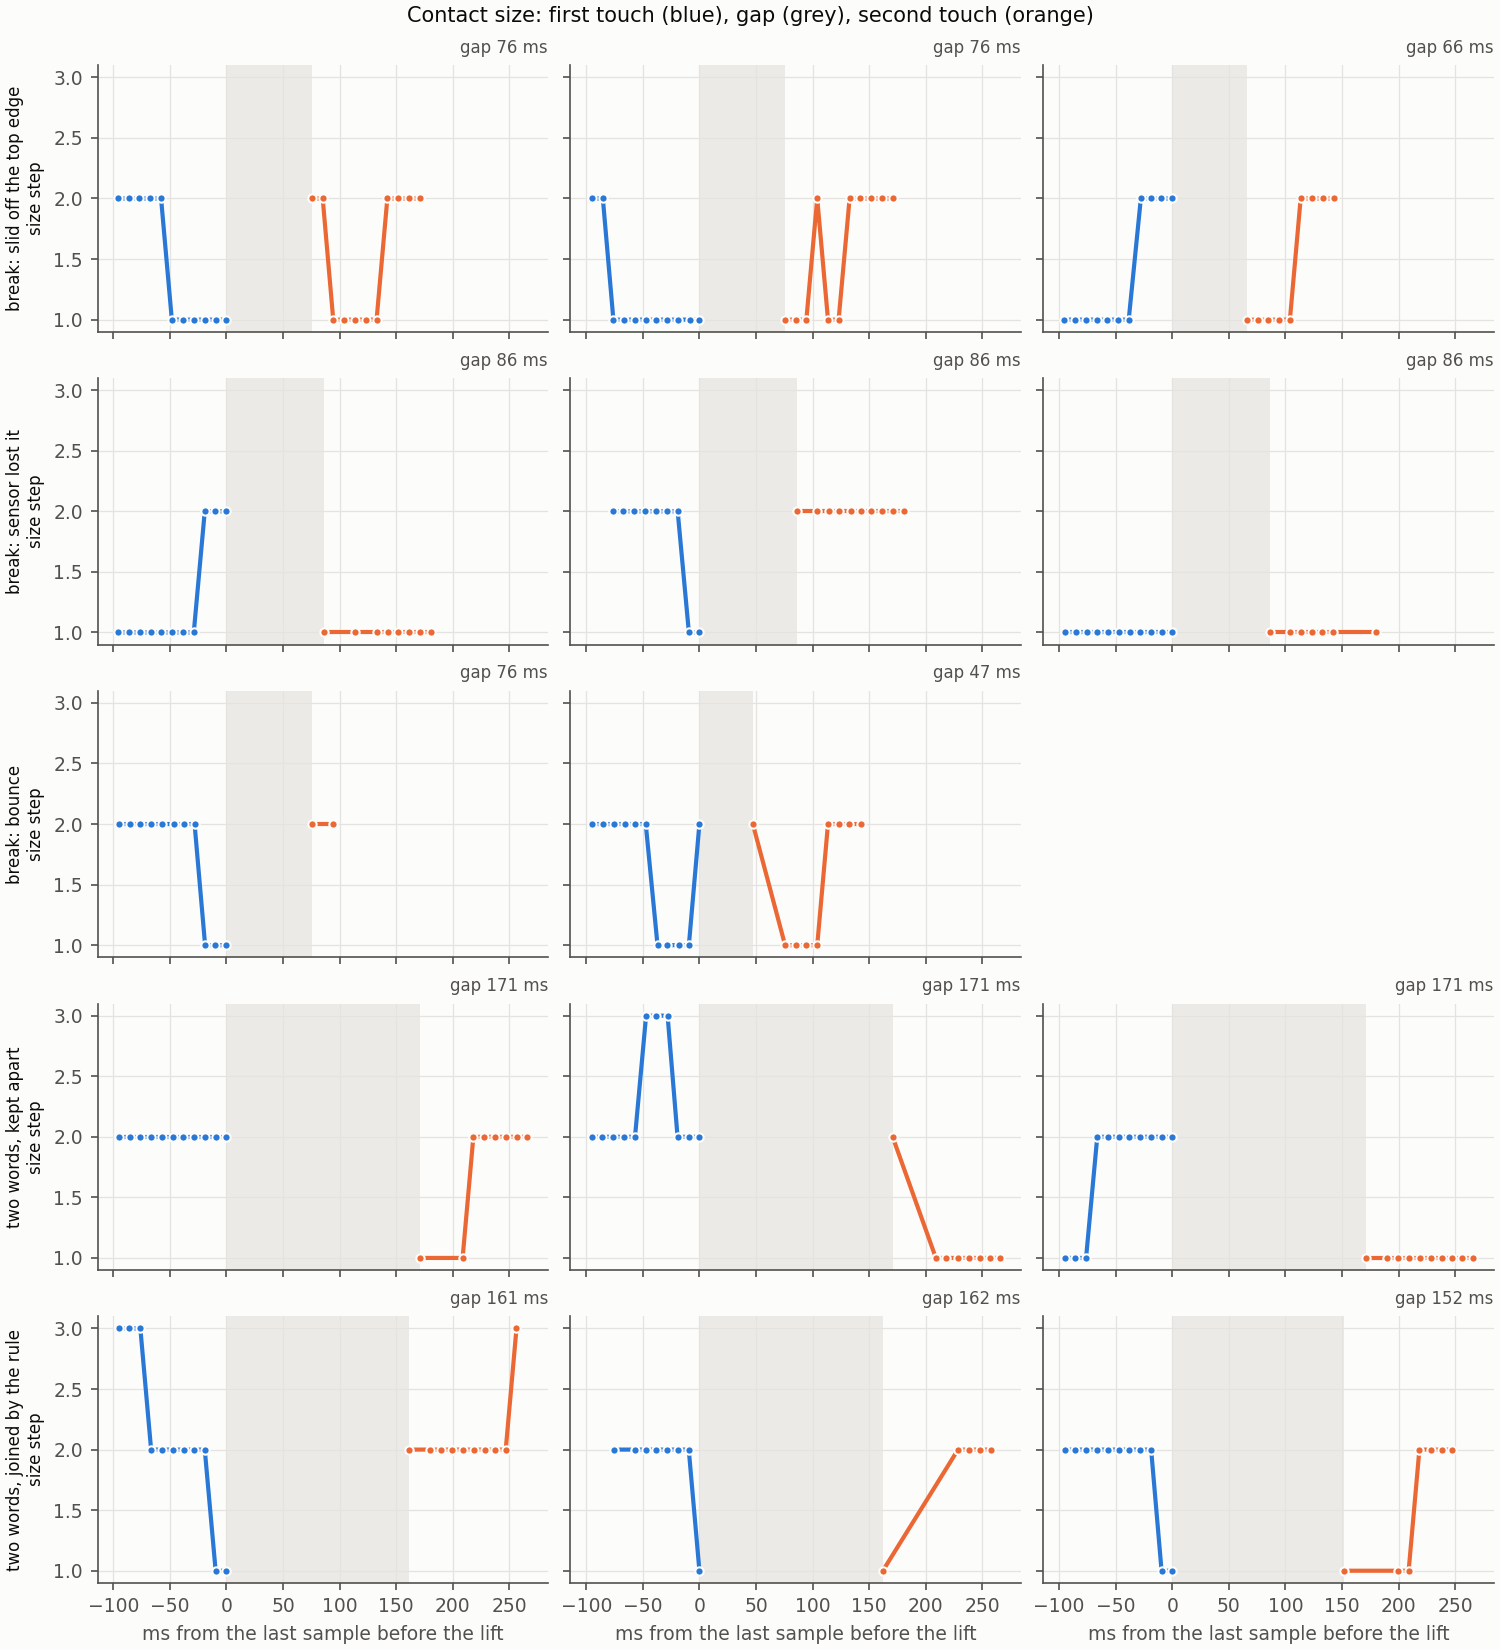 Contact size: first touch (blue), gap (grey), second touch (orange)
gap 76 ms
gap 76 ms
gap 66 ms
break: slid off the top edge
size step
3.0
2.5
2.0
1.5
1.0
gap 86 ms
gap 86 ms
gap 86 ms
break: sensor lost it
size step
3.0
2.5
2.0
1.5
1.0
gap 76 ms
gap 47 ms
break: bounce
size step
3.0
2.5
2.0
1.5
1.0
gap 171 ms
gap 171 ms
gap 171 ms
two words, kept apart
size step
3.0
2.5
2.0
1.5
1.0
gap 161 ms
gap 162 ms
gap 152 ms
two words, joined by the rule
size step
3.0
2.5
2.0
1.5
1.0
−100 −50 0 50 100 150 200 250
−100 −50 0 50 100 150 200 250
−100 −50 0 50 100 150 200 250
ms from the last sample before the lift
ms from the last sample before the lift
ms from the last sample before the lift